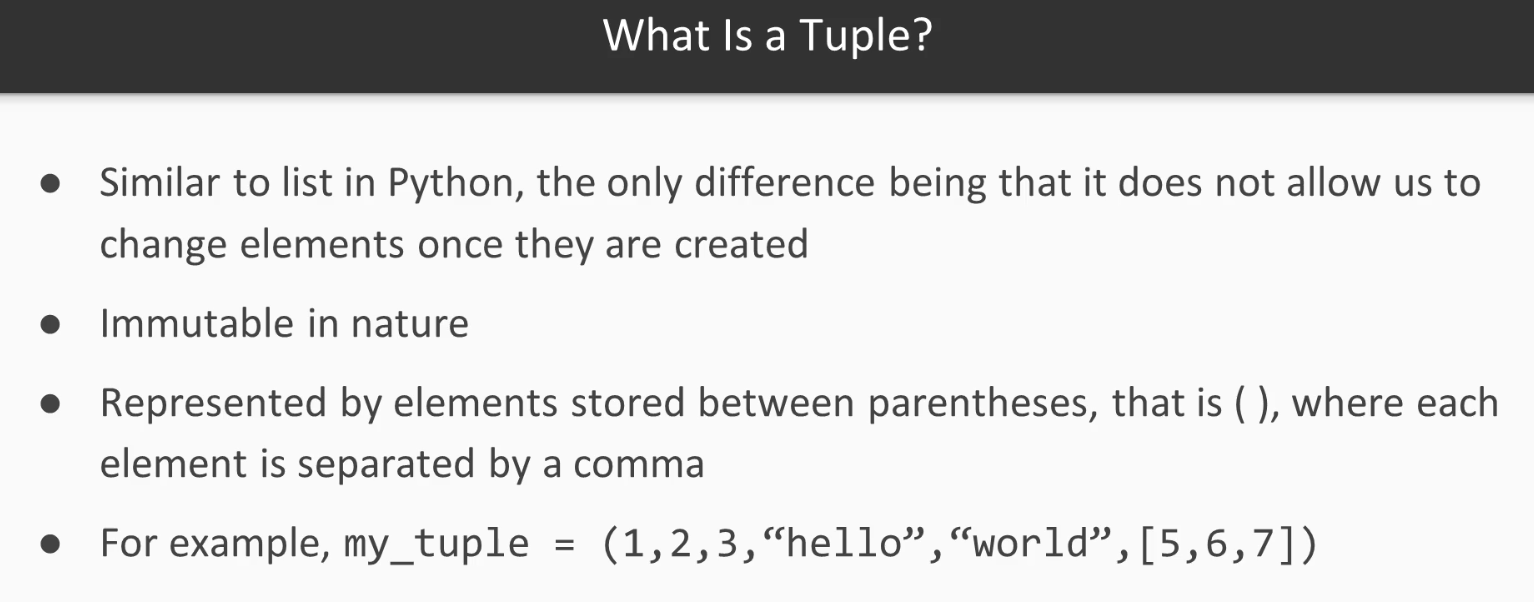 What Is a Tuple?
● Similar to list in Python, the only difference being that it does not allow us to
change elements once they are created
● Immutable in nature
● Represented by elements stored between parentheses, that is ( ), where each
element is separated by a comma
● For example, my_tuple = (1,2,3,“hello”,“world”,[5,6,7])